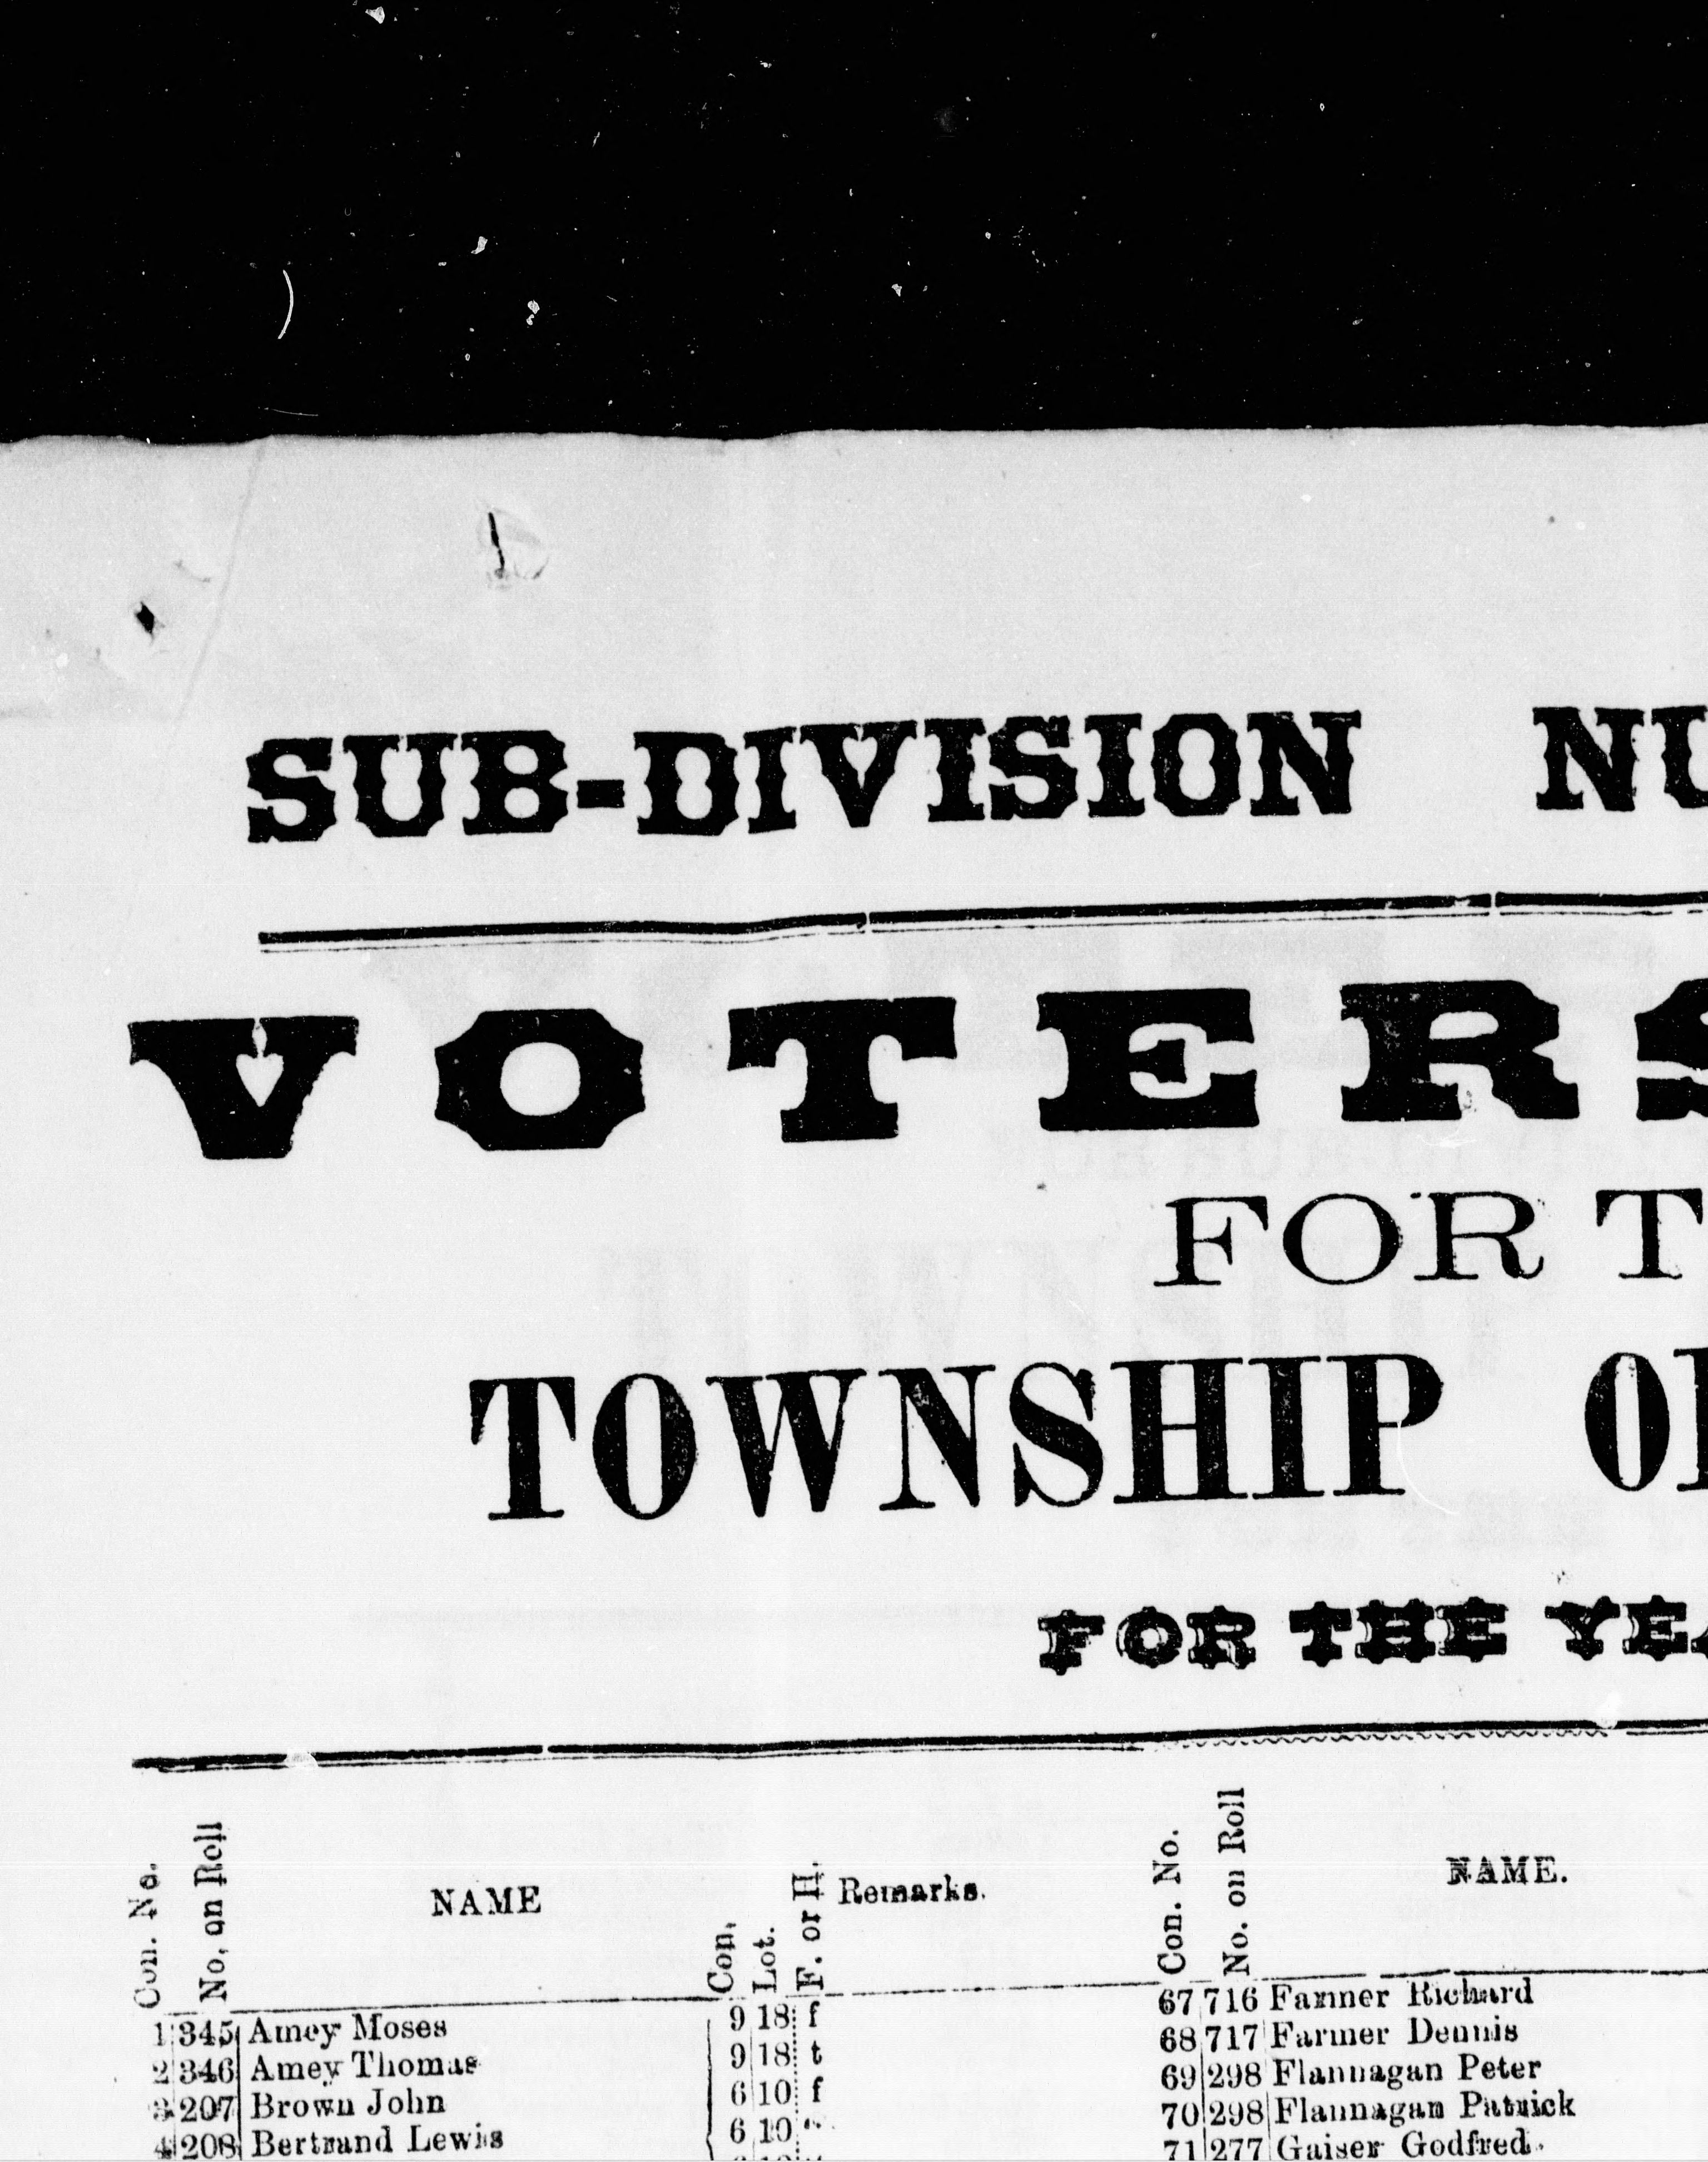 SUB-DIVISION NU
VOTERS
FOR T
TOWNSHIP OF
FOR THE YEA
Con. No. No. on Roll NAME Con. Lot. F. or H. Remarks. Con. No. No. on Roll NAME.
1 345 Amey Moses 9 18 f 67 716 Farmer Richard
2 346 Amey Thomas 9 18 t 68 717 Farmer Dennis
3 207 Brown John 6 10 f 69 298 Flannagan Peter
4 208 Bertrand Lewis 6 10 " 70 298 Flannagan Patrick
71 277 Gaiser Godfred.